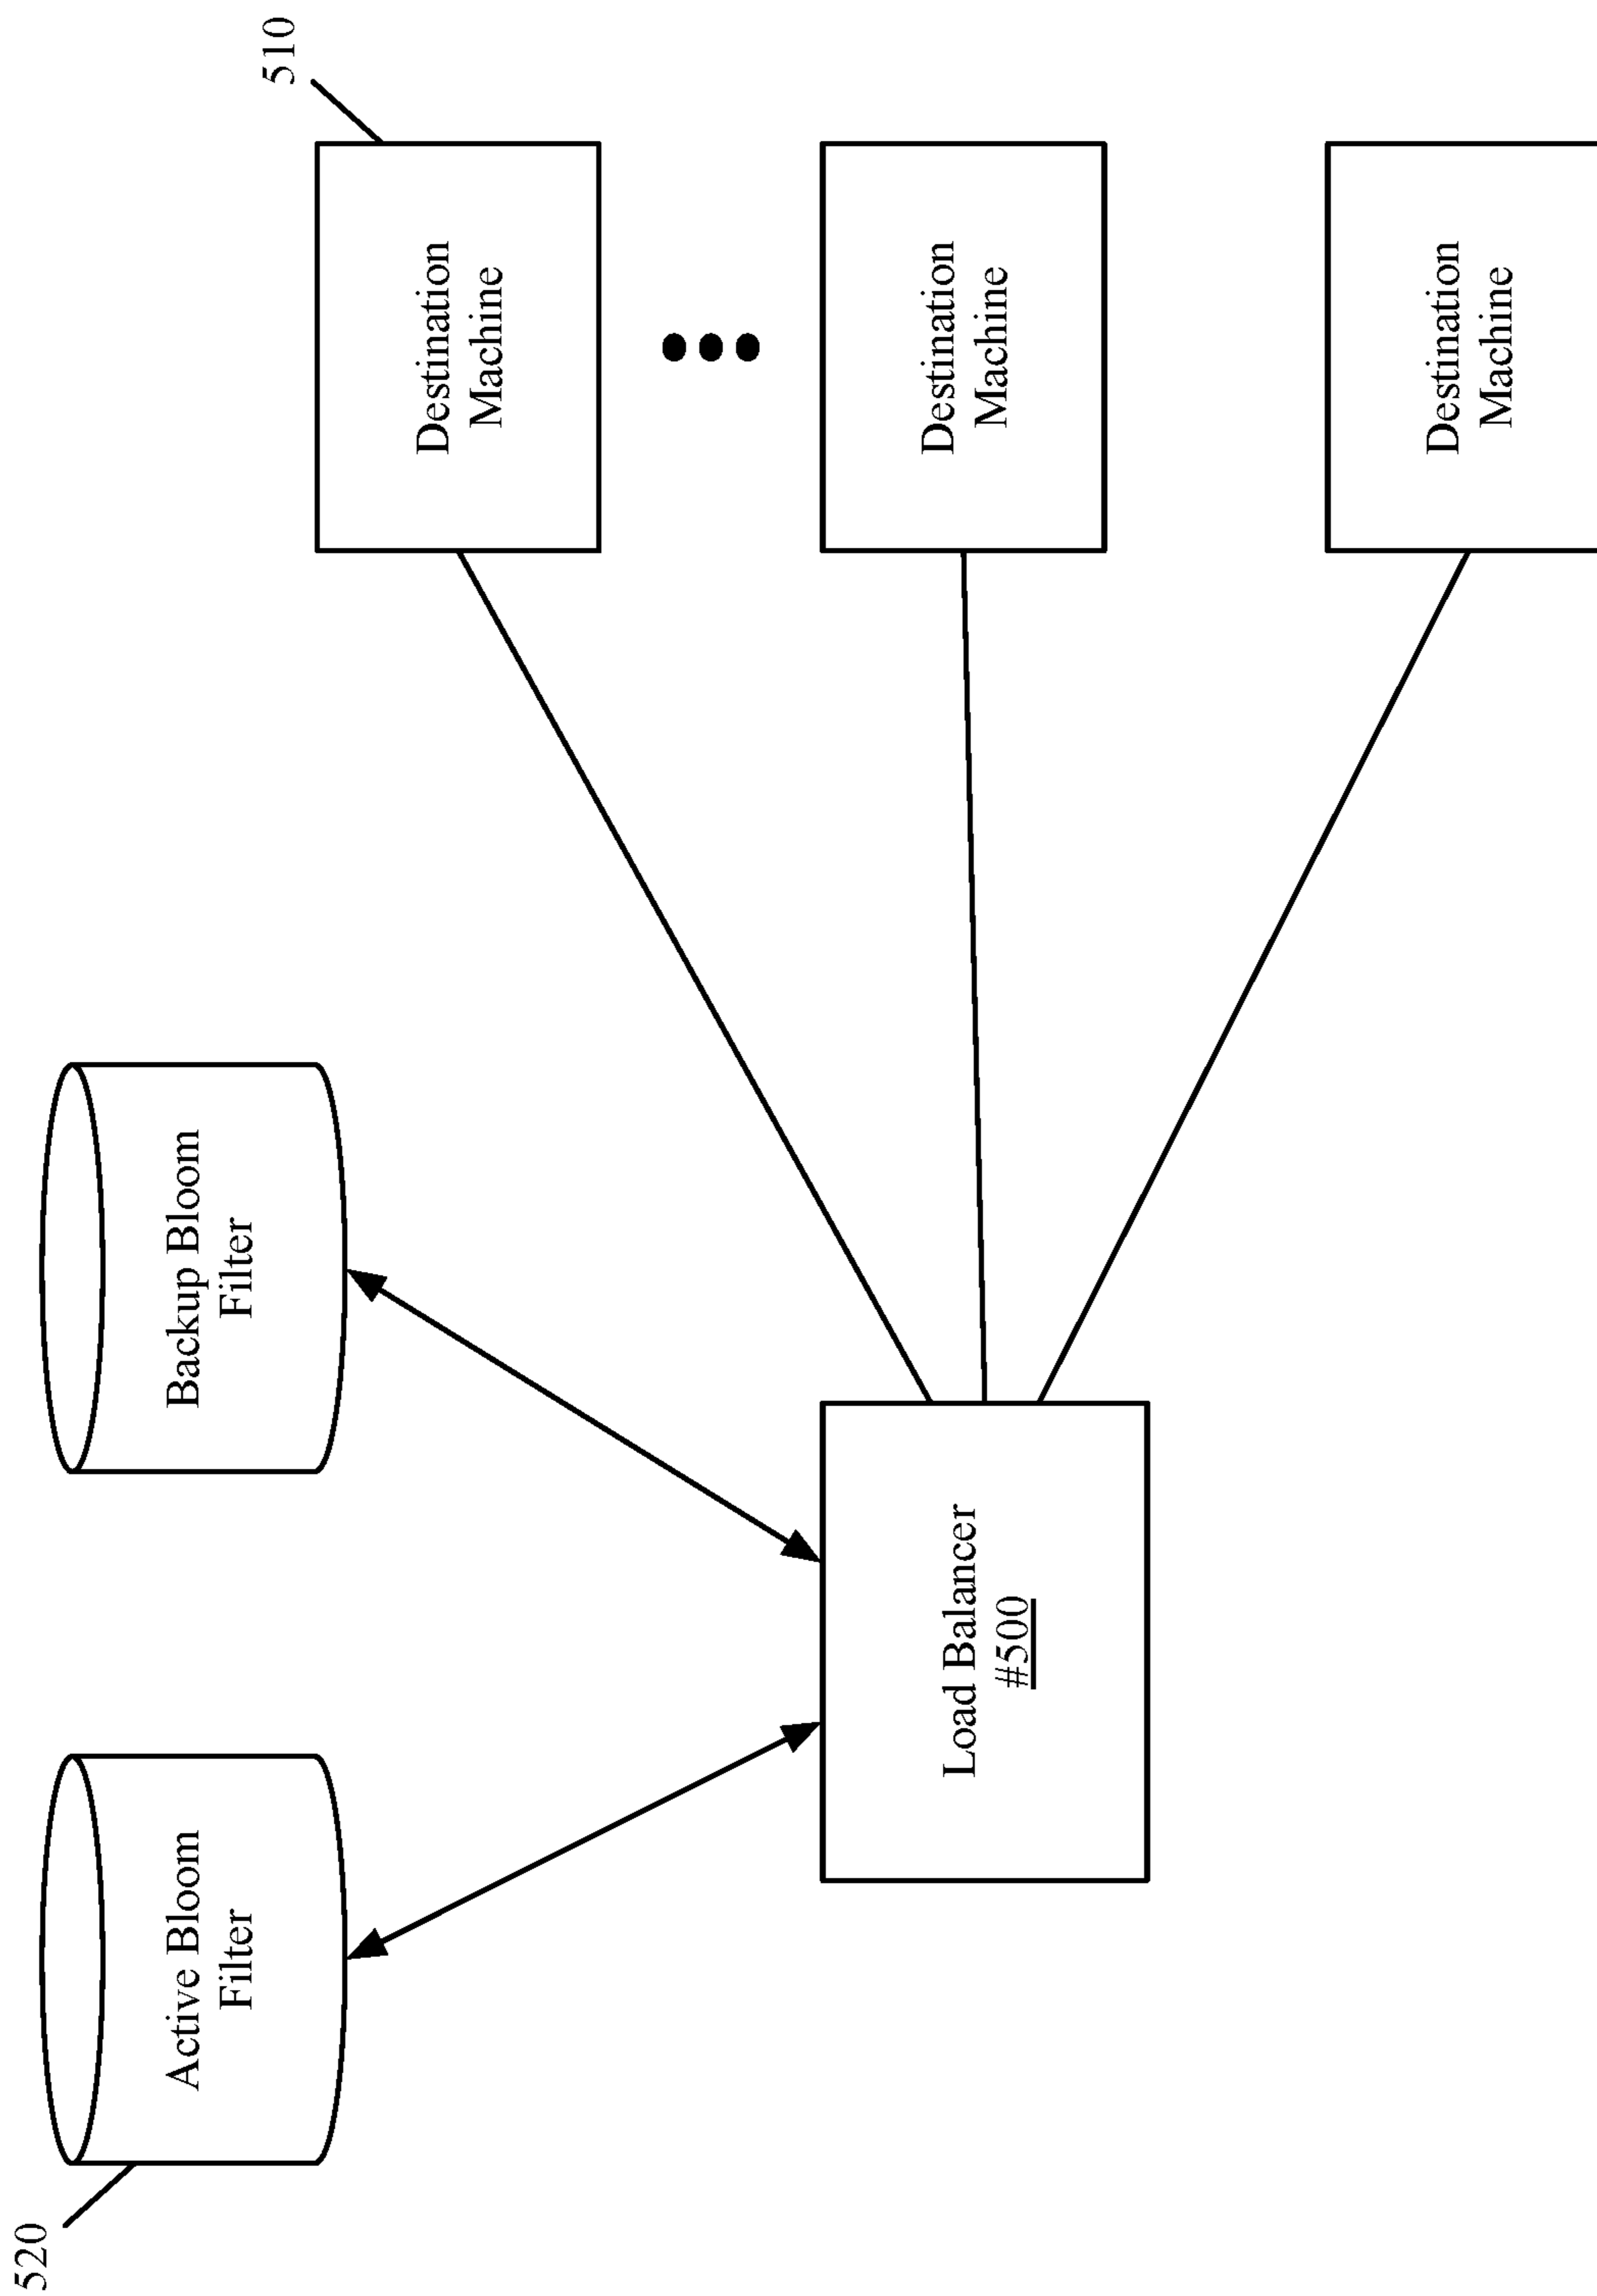 520
Active Bloom
Filter
Backup Bloom
Filter
510
Destination
Machine
Load Balancer
#500
Destination
Machine
Destination
Machine